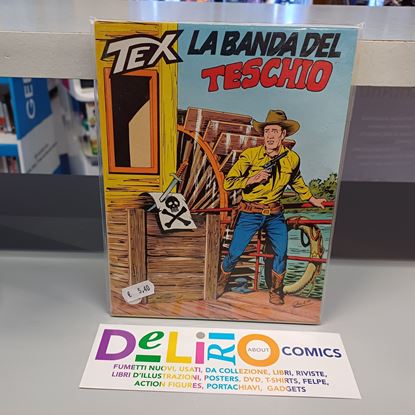 TEX
LA BANDA DEL
TESCHIO
€ 5,40
DeLiRiO
ABOUT
COMICS
FUMETTI NUOVI, USATI, DA COLLEZIONE, LIBRI, RIVISTE,
LIBRI D'ILLUSTRAZIONI, POSTERS, DVD, T-SHIRTS, FELPE,
ACTION FIGURES, PORTACHIAVI, GADGETS